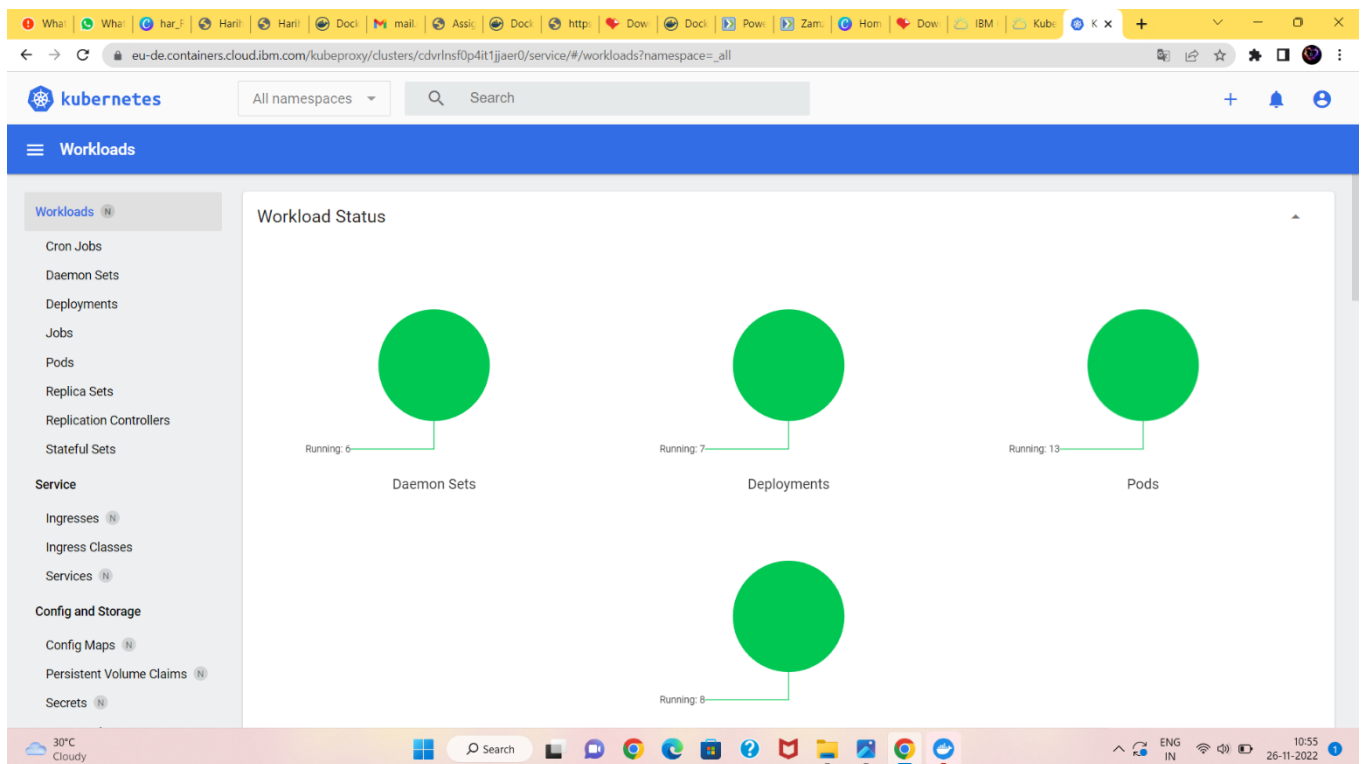 What
What
har_F
Harih
Harih
Dock
mail.
Assig
Dock
https
Dow
Dock
Powe
Zam
Hom
Dow
IBM
Kube
K
eu-de.containers.cloud.ibm.com/kubeproxy/clusters/cdvrlnsf0p4it1jjaer0/service/#/workloads?namespace=_all
kubernetes
All namespaces
Search
Workloads
Workloads N
Cron Jobs
Daemon Sets
Deployments
Jobs
Pods
Replica Sets
Replication Controllers
Stateful Sets
Service
Ingresses N
Ingress Classes
Services N
Config and Storage
Config Maps N
Persistent Volume Claims N
Secrets N
Workload Status
Running: 6
Daemon Sets
Running: 7
Deployments
Running: 13
Pods
Running: 8
30°C
Cloudy
Search
ENG
IN
10:55
26-11-2022
1